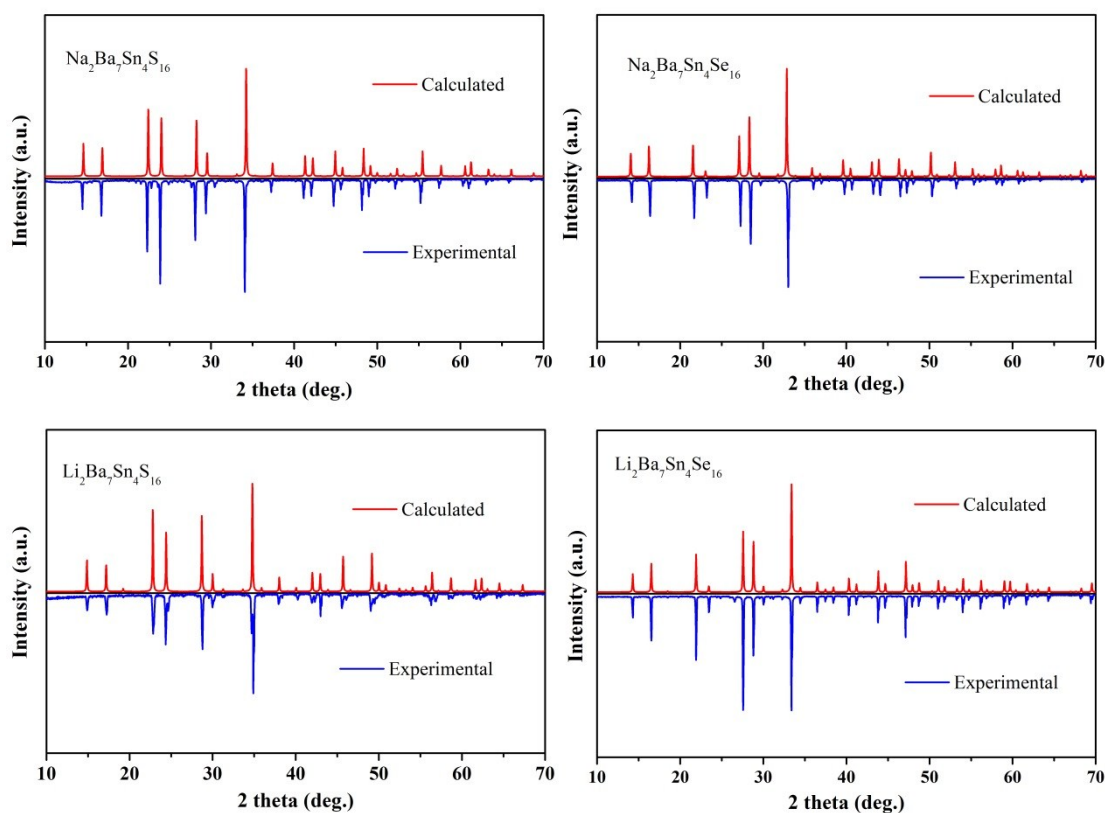 Na₂Ba₇Sn₄S₁₆
Calculated
Experimental
Intensity (a.u.)
10 20 30 40 50 60 70
2 theta (deg.)
Na₂Ba₇Sn₄Se₁₆
Calculated
Experimental
Intensity (a.u.)
10 20 30 40 50 60 70
2 theta (deg.)
Li₂Ba₇Sn₄S₁₆
Calculated
Experimental
Intensity (a.u.)
10 20 30 40 50 60 70
2 theta (deg.)
Li₂Ba₇Sn₄Se₁₆
Calculated
Experimental
Intensity (a.u.)
10 20 30 40 50 60 70
2 theta (deg.)